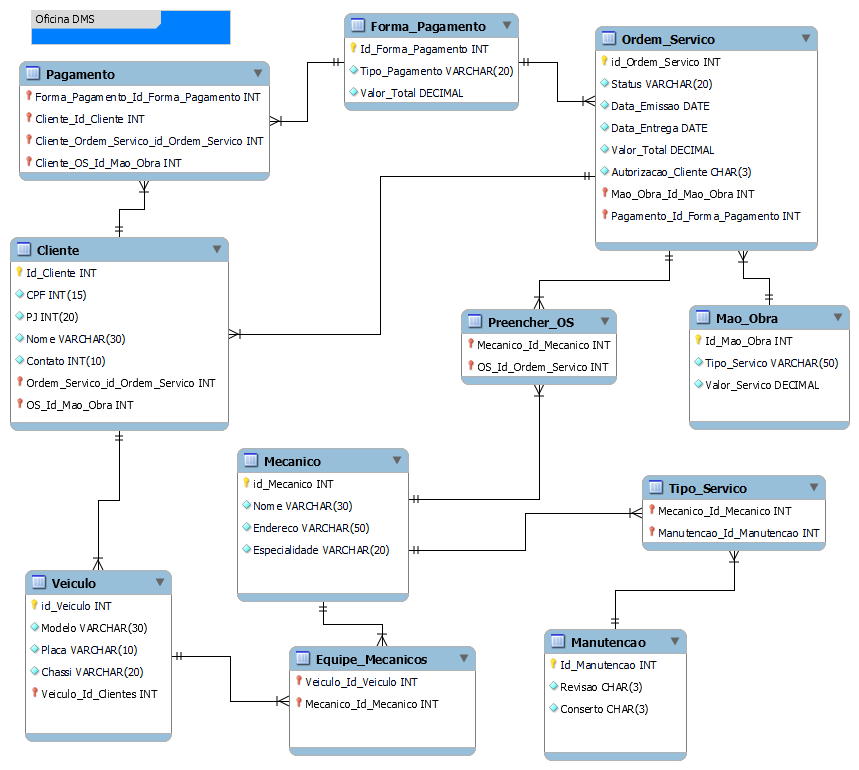 Oficina DMS
Pagamento
Forma_Pagamento_Id_Forma_Pagamento INT
Cliente_Id_Cliente INT
Cliente_Ordem_Servico_id_Ordem_Servico INT
Cliente_OS_Id_Mao_Obra INT
Forma_Pagamento
Id_Forma_Pagamento INT
Tipo_Pagamento VARCHAR(20)
Valor_Total DECIMAL
Ordem_Servico
id_Ordem_Servico INT
Status VARCHAR(20)
Data_Emissao DATE
Data_Entrega DATE
Valor_Total DECIMAL
Autorizacao_Cliente CHAR(3)
Mao_Obra_Id_Mao_Obra INT
Pagamento_Id_Forma_Pagamento INT
Cliente
Id_Cliente INT
CPF INT(15)
PJ INT(20)
Nome VARCHAR(30)
Contato INT(10)
Ordem_Servico_id_Ordem_Servico INT
OS_Id_Mao_Obra INT
Preencher_OS
Mecanico_Id_Mecanico INT
OS_Id_Ordem_Servico INT
Mao_Obra
Id_Mao_Obra INT
Tipo_Servico VARCHAR(50)
Valor_Servico DECIMAL
Mecanico
id_Mecanico INT
Nome VARCHAR(30)
Endereco VARCHAR(50)
Especialidade VARCHAR(20)
Tipo_Servico
Mecanico_Id_Mecanico INT
Manutencao_Id_Manutencao INT
Veiculo
id_Veiculo INT
Modelo VARCHAR(30)
Placa VARCHAR(10)
Chassi VARCHAR(20)
Veiculo_Id_Clientes INT
Equipe_Mecanicos
Veiculo_Id_Veiculo INT
Mecanico_Id_Mecanico INT
Manutencao
Id_Manutencao INT
Revisao CHAR(3)
Conserto CHAR(3)